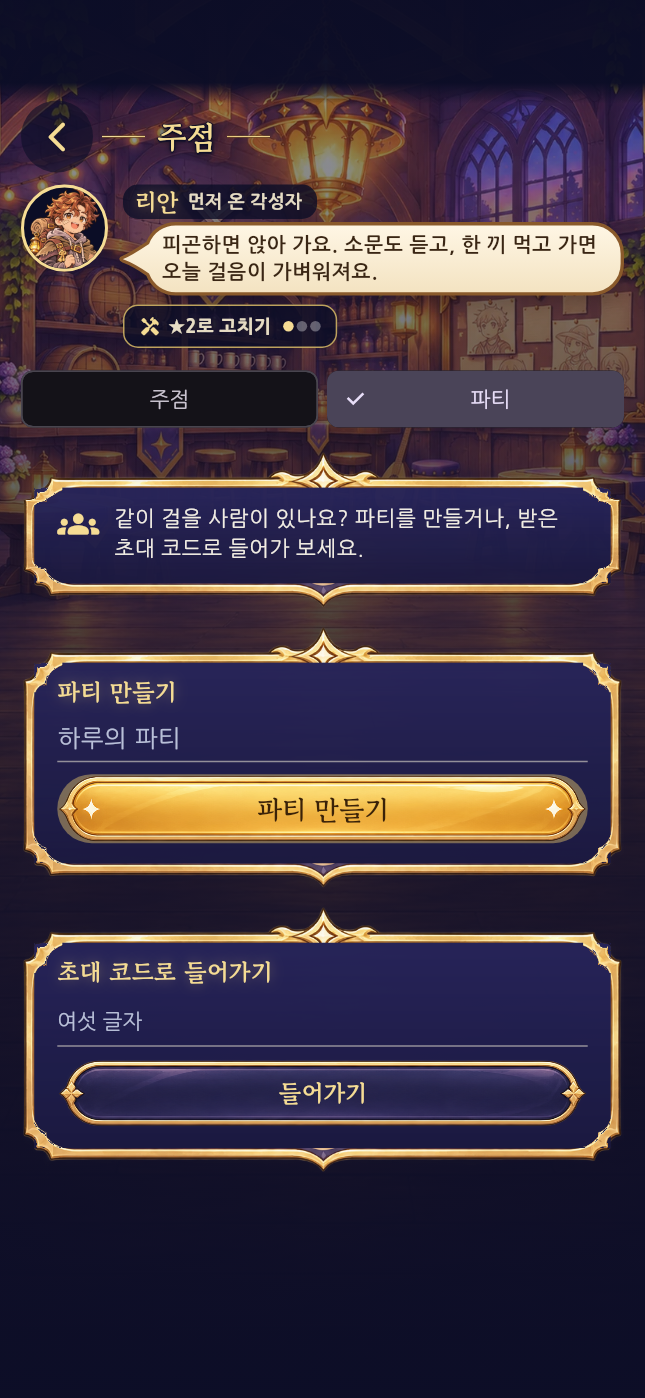 주점
리안 먼저 온 각성자
피곤하면 앉아 가요. 소문도 듣고, 한 끼 먹고 가면
오늘 걸음이 가벼워져요.
★2로 고치기
주점
파티
같이 걸을 사람이 있나요? 파티를 만들거나, 받은
초대 코드로 들어가 보세요.
파티 만들기
하루의 파티
파티 만들기
초대 코드로 들어가기
여섯 글자
들어가기